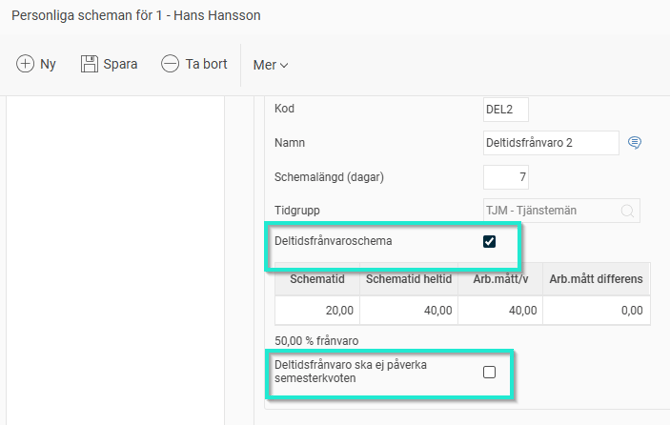 Personliga scheman för 1 - Hans Hansson
Ny Spara Ta bort Mer
Kod DEL2
Namn Deltidsfrånvaro 2
Schemalängd (dagar) 7
Tidgrupp TJM - Tjänstemän
Deltidsfrånvaroschema
Schematid Schematid heltid Arb.mått/v Arb.mått differens
20,00 40,00 40,00 0,00
50,00 % frånvaro
Deltidsfrånvaro ska ej påverka
semesterkvoten